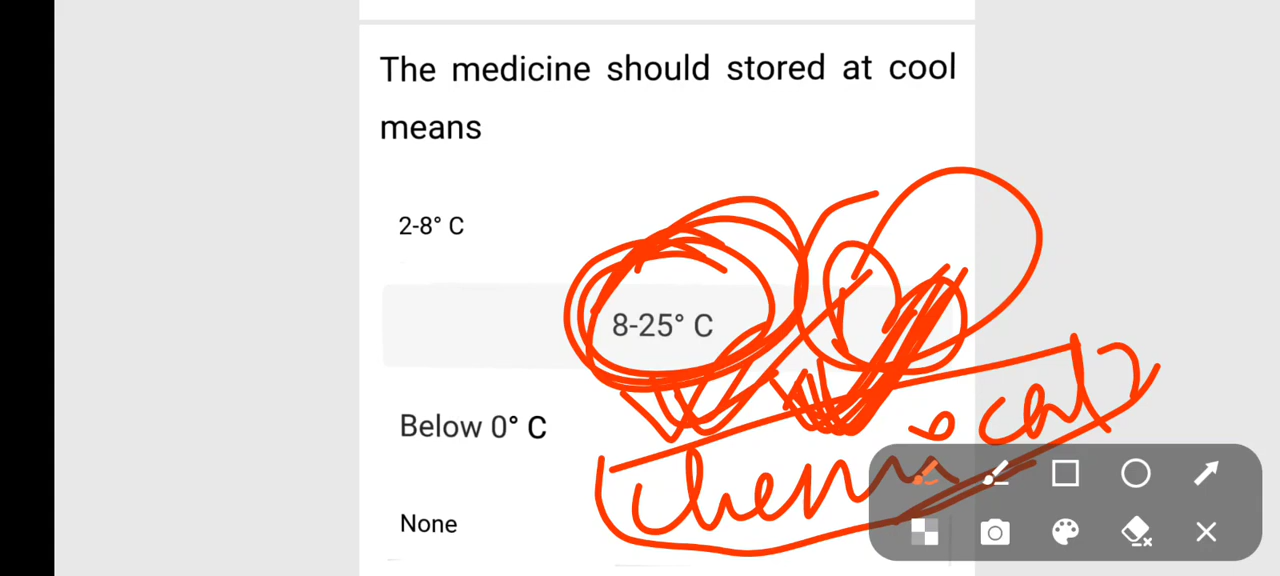 The medicine should stored at cool
means
2-8° C
8-25° C
Below 0° C
None